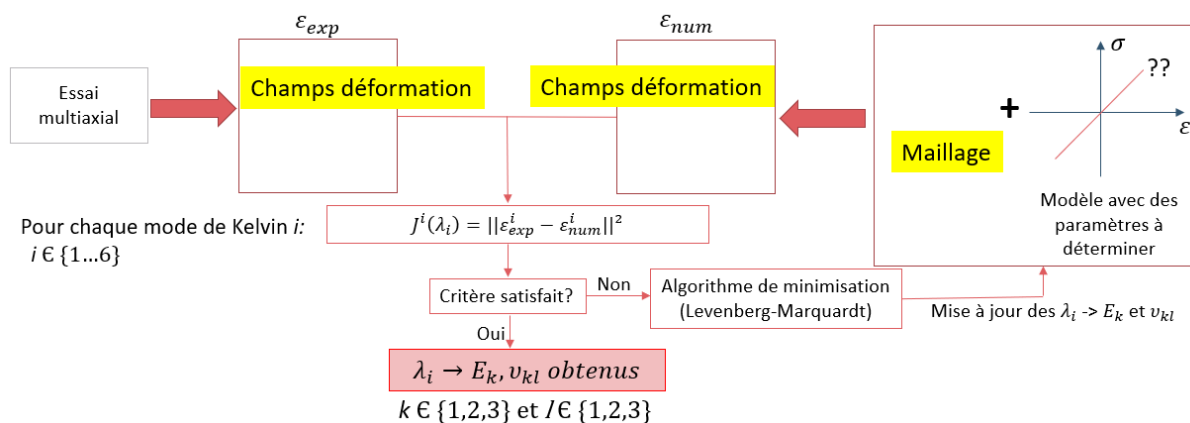 ε_exp
ε_num
Essai
multiaxial
Champs déformation
Champs déformation
Maillage
+
σ
??
ε
Modèle avec des
paramètres à
déterminer
Pour chaque mode de Kelvin i:
i ϵ {1...6}
J^i(λ_i) = ||ε^i_exp − ε^i_num||²
Critère satisfait?
Non
Algorithme de minimisation
(Levenberg-Marquardt)
Mise à jour des λ_i -> E_k et υ_kl
Oui
λ_i → E_k, υ_kl obtenus
k ϵ {1,2,3} et l ϵ {1,2,3}